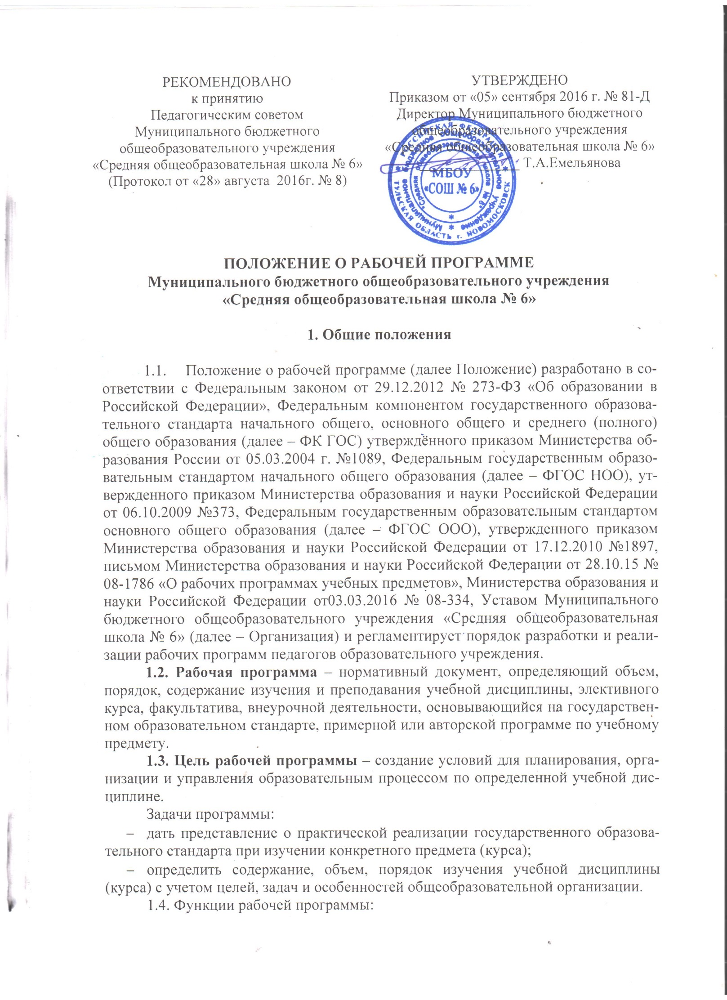 РЕКОМЕНДОВАНО
к принятию
Педагогическим советом
Муниципального бюджетного
общеобразовательного учреждения
«Средняя общеобразовательная школа № 6»
(Протокол от «28» августа 2016г. № 8)
УТВЕРЖДЕНО
Приказом от «05» сентября 2016 г. № 81-Д
Директор Муниципального бюджетного
общеобразовательного учреждения
«Средняя общеобразовательная школа № 6»
Т.А.Емельянова
РОССИЙСКАЯ ФЕДЕРАЦИЯ
ТУЛЬСКАЯ ОБЛАСТЬ г. НОВОМОСКОВСК
Муниципальное бюджетное общеобразовательное учреждение
"Средняя общеобразовательная школа № 6"
МБОУ
«СОШ № 6»
ПОЛОЖЕНИЕ О РАБОЧЕЙ ПРОГРАММЕ
Муниципального бюджетного общеобразовательного учреждения
«Средняя общеобразовательная школа № 6»
1. Общие положения
1.1. Положение о рабочей программе (далее Положение) разработано в со-
ответствии с Федеральным законом от 29.12.2012 № 273-ФЗ «Об образовании в
Российской Федерации», Федеральным компонентом государственного образова-
тельного стандарта начального общего, основного общего и среднего (полного)
общего образования (далее – ФК ГОС) утверждённого приказом Министерства об-
разования России от 05.03.2004 г. №1089, Федеральным государственным образо-
вательным стандартом начального общего образования (далее – ФГОС НОО), ут-
вержденного приказом Министерства образования и науки Российской Федерации
от 06.10.2009 №373, Федеральным государственным образовательным стандартом
основного общего образования (далее – ФГОС ООО), утвержденного приказом
Министерства образования и науки Российской Федерации от 17.12.2010 №1897,
письмом Министерства образования и науки Российской Федерации от 28.10.15 №
08-1786 «О рабочих программах учебных предметов», Министерства образования и
науки Российской Федерации от03.03.2016 № 08-334, Уставом Муниципального
бюджетного общеобразовательного учреждения «Средняя общеобразовательная
школа № 6» (далее – Организация) и регламентирует порядок разработки и реали-
зации рабочих программ педагогов образовательного учреждения.
1.2. Рабочая программа – нормативный документ, определяющий объем,
порядок, содержание изучения и преподавания учебной дисциплины, элективного
курса, факультатива, внеурочной деятельности, основывающийся на государствен-
ном образовательном стандарте, примерной или авторской программе по учебному
предмету.
1.3. Цель рабочей программы – создание условий для планирования, орга-
низации и управления образовательным процессом по определенной учебной дис-
циплине.
Задачи программы:
– дать представление о практической реализации государственного образова-
тельного стандарта при изучении конкретного предмета (курса);
– определить содержание, объем, порядок изучения учебной дисциплины
(курса) с учетом целей, задач и особенностей общеобразовательной организации.
1.4. Функции рабочей программы: